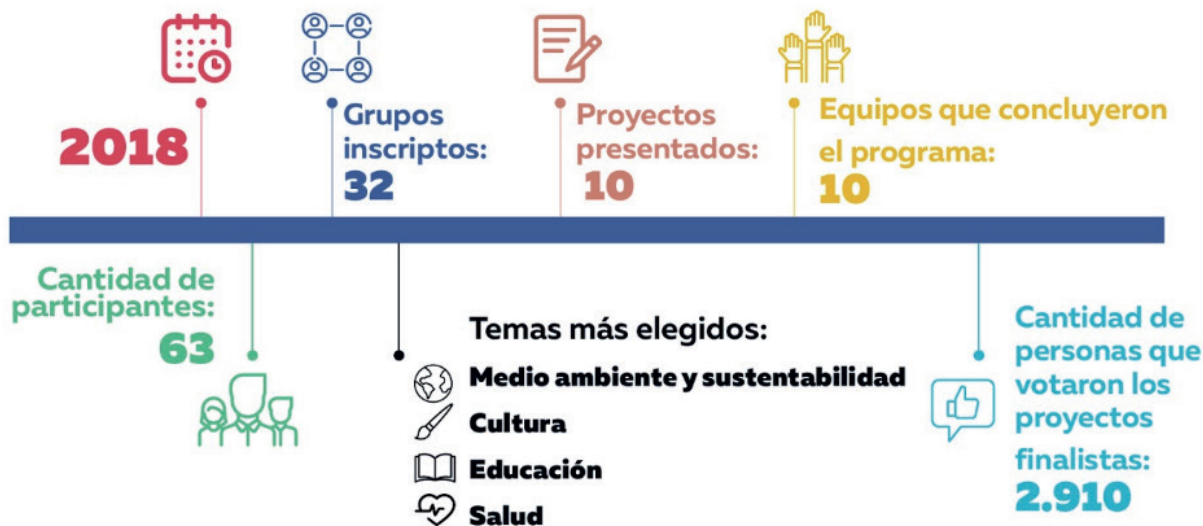 2018
Grupos
inscriptos:
32
Proyectos
presentados:
10
Equipos que concluyeron
el programa:
10
Cantidad de
participantes:
63
Temas más elegidos:
Medio ambiente y sustentabilidad
Cultura
Educación
Salud
Cantidad de
personas que
votaron los
proyectos
finalistas:
2.910